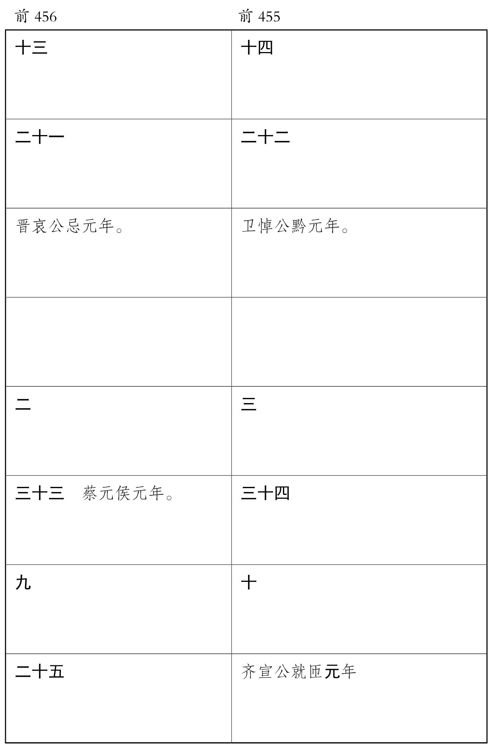 前 456 前 455
十三 十四
二十一 二十二
晋哀公忌元年。 卫悼公黔元年。
二 三
三十三 蔡元侯元年。 三十四
九 十
二十五 齐宣公就匝元年